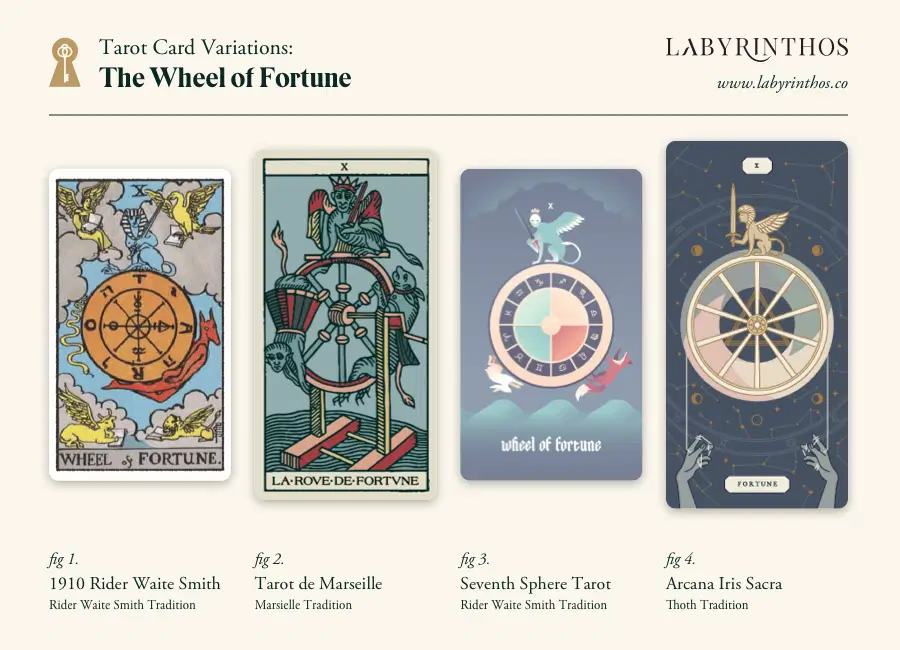 Tarot Card Variations:
The Wheel of Fortune
LABYRINTHOS
www.labyrinthos.co
X
WHEEL of FORTUNE.
X
LA·ROVE·DE·FORTVNE
X
wheel of fortune
X
FORTUNE
fig 1.
1910 Rider Waite Smith
Rider Waite Smith Tradition
fig 2.
Tarot de Marseille
Marsielle Tradition
fig 3.
Seventh Sphere Tarot
Rider Waite Smith Tradition
fig 4.
Arcana Iris Sacra
Thoth Tradition